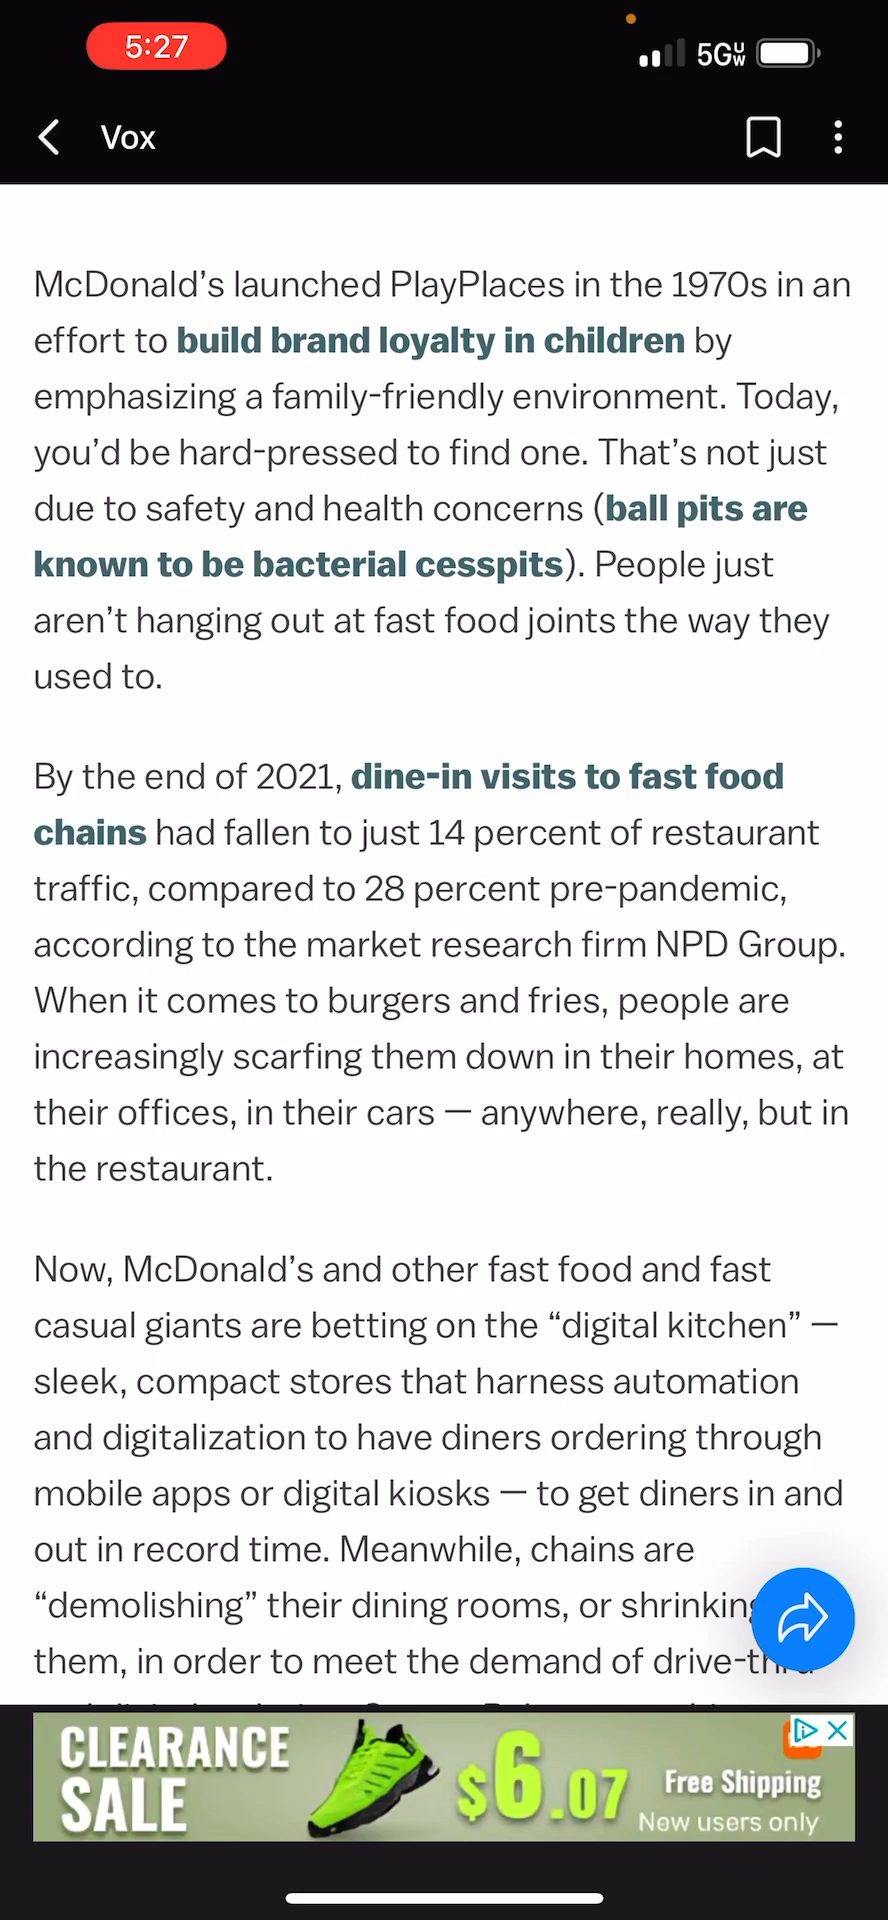 5:27
5G UW
Vox
McDonald’s launched PlayPlaces in the 1970s in an
effort to build brand loyalty in children by
emphasizing a family-friendly environment. Today,
you’d be hard-pressed to find one. That’s not just
due to safety and health concerns (ball pits are
known to be bacterial cesspits). People just
aren’t hanging out at fast food joints the way they
used to.
By the end of 2021, dine-in visits to fast food
chains had fallen to just 14 percent of restaurant
traffic, compared to 28 percent pre-pandemic,
according to the market research firm NPD Group.
When it comes to burgers and fries, people are
increasingly scarfing them down in their homes, at
their offices, in their cars — anywhere, really, but in
the restaurant.
Now, McDonald’s and other fast food and fast
casual giants are betting on the “digital kitchen” —
sleek, compact stores that harness automation
and digitalization to have diners ordering through
mobile apps or digital kiosks — to get diners in and
out in record time. Meanwhile, chains are
“demolishing” their dining rooms, or shrinking
them, in order to meet the demand of drive-thru
CLEARANCE
SALE
$6.07
Free Shipping
New users only